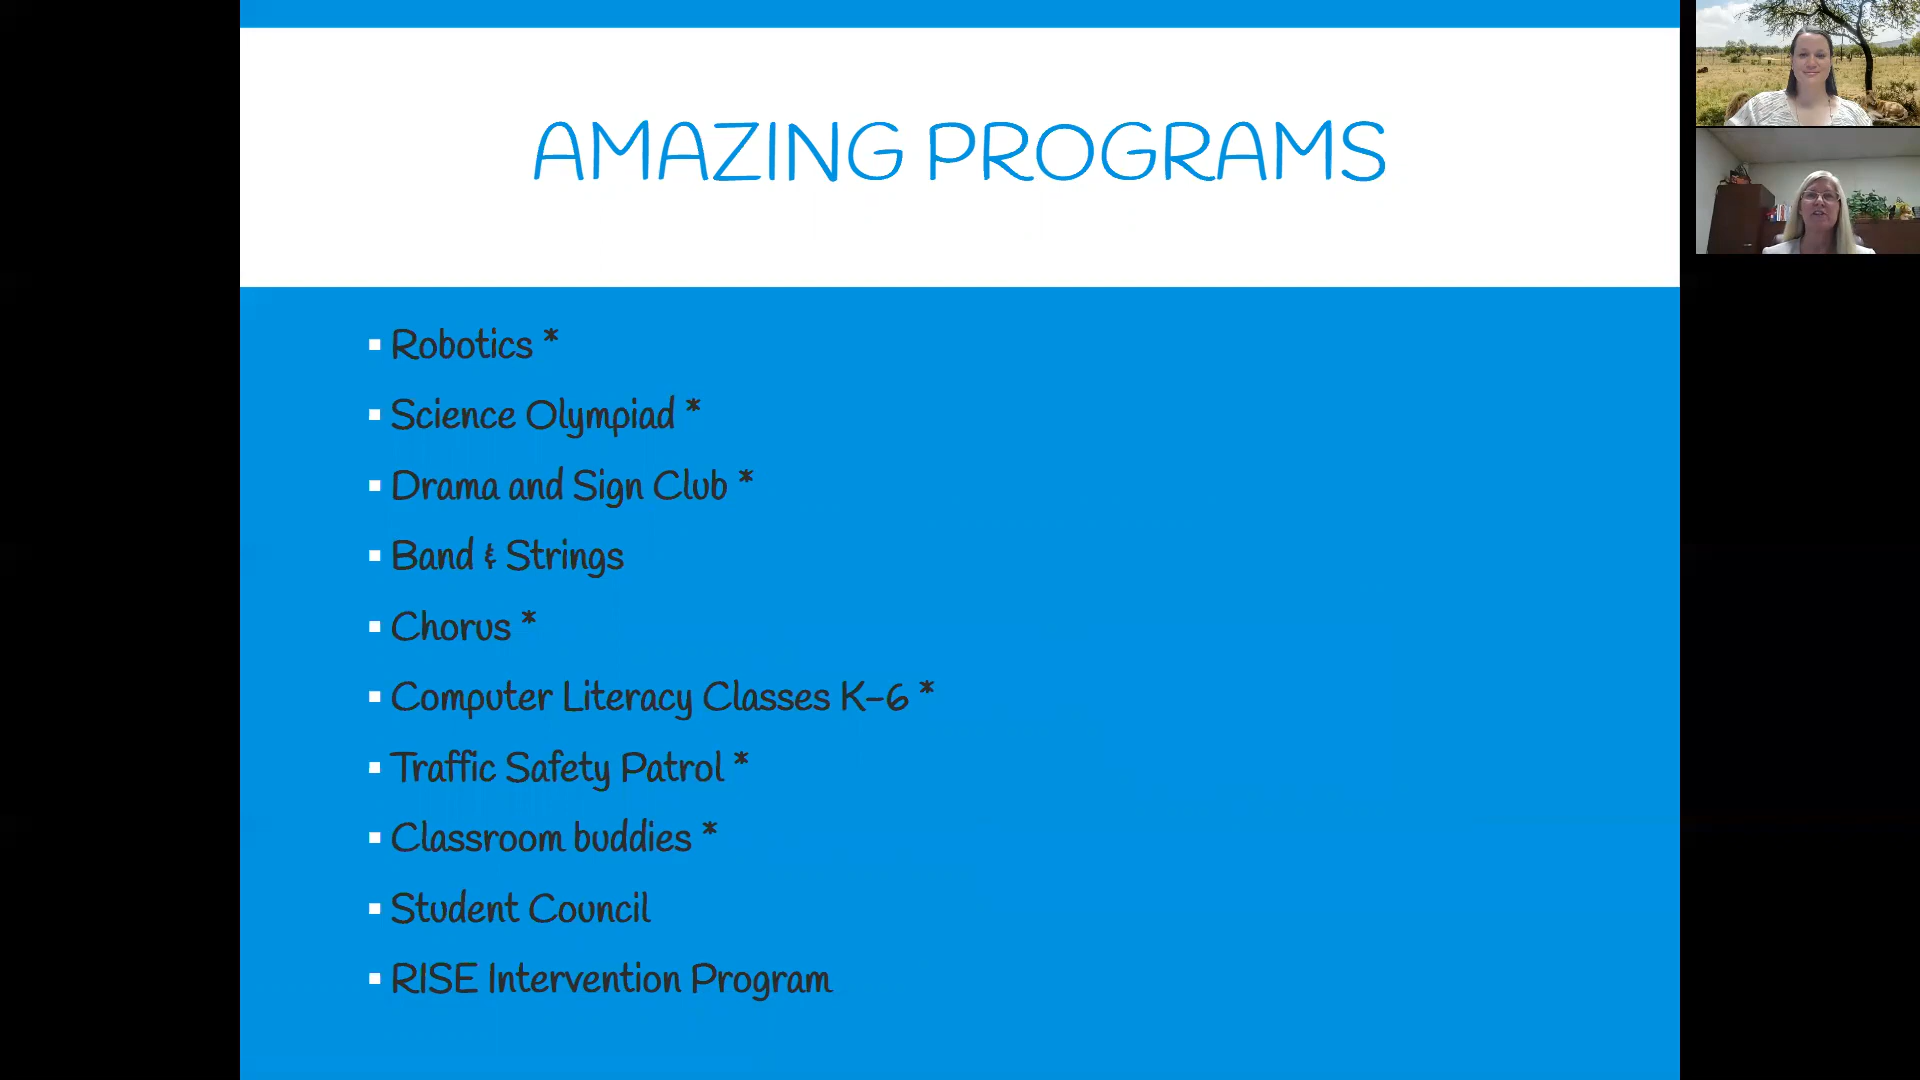 AMAZING PROGRAMS
Robotics *
Science Olympiad *
Drama and Sign Club *
Band & Strings
Chorus *
Computer Literacy Classes K-6 *
Traffic Safety Patrol *
Classroom buddies *
Student Council
RISE Intervention Program